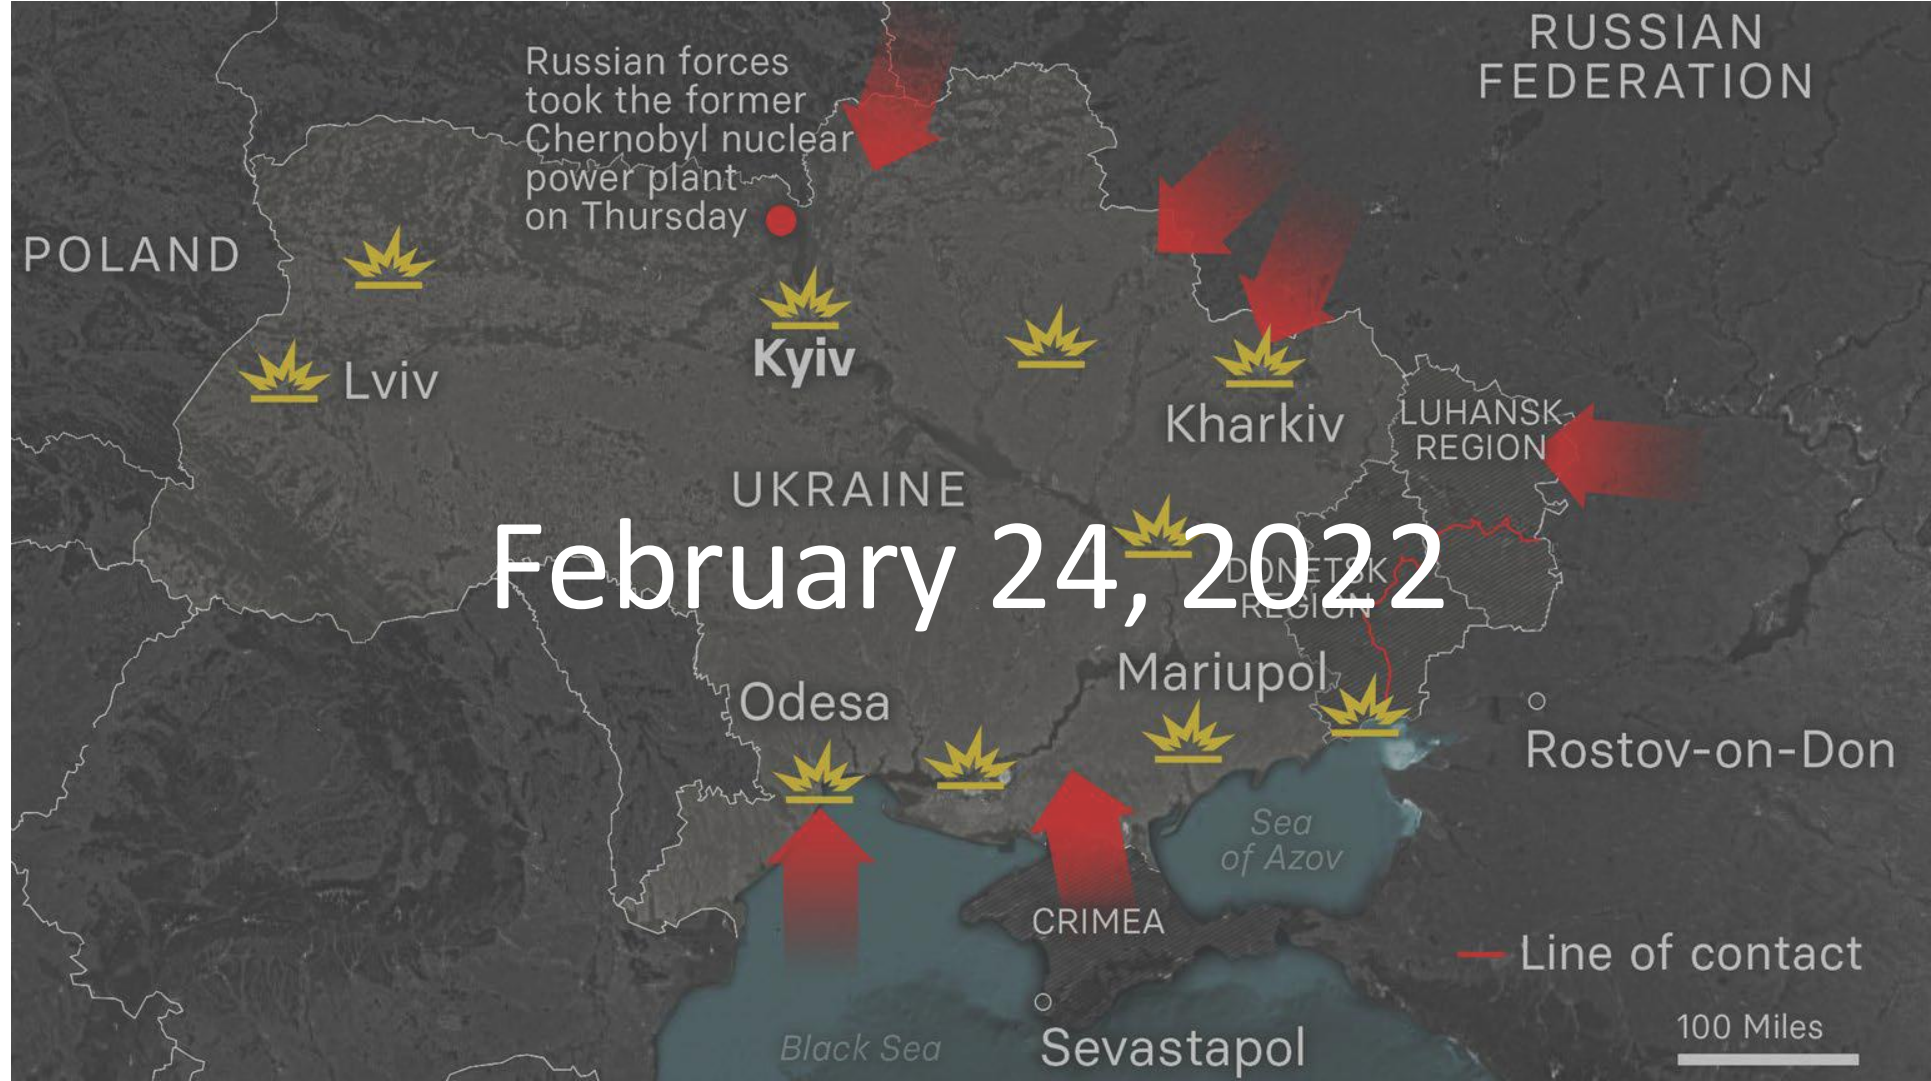 RUSSIAN
FEDERATION
Russian forces
took the former
Chernobyl nuclear
power plant
on Thursday
POLAND
Kyiv
Lviv
Kharkiv
LUHANSK
REGION
UKRAINE
February 24, 2022
DONETSK
REGION
Mariupol
Odesa
Rostov-on-Don
Sea
of Azov
CRIMEA
Line of contact
Sevastapol
Black Sea
100 Miles